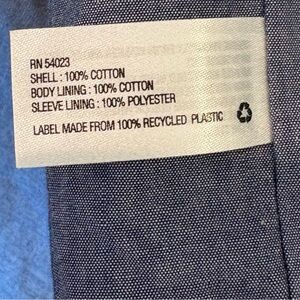 RN 54023
SHELL : 100% COTTON
BODY LINING : 100% COTTON
SLEEVE LINING : 100% POLYESTER
LABEL MADE FROM 100% RECYCLED PLASTIC